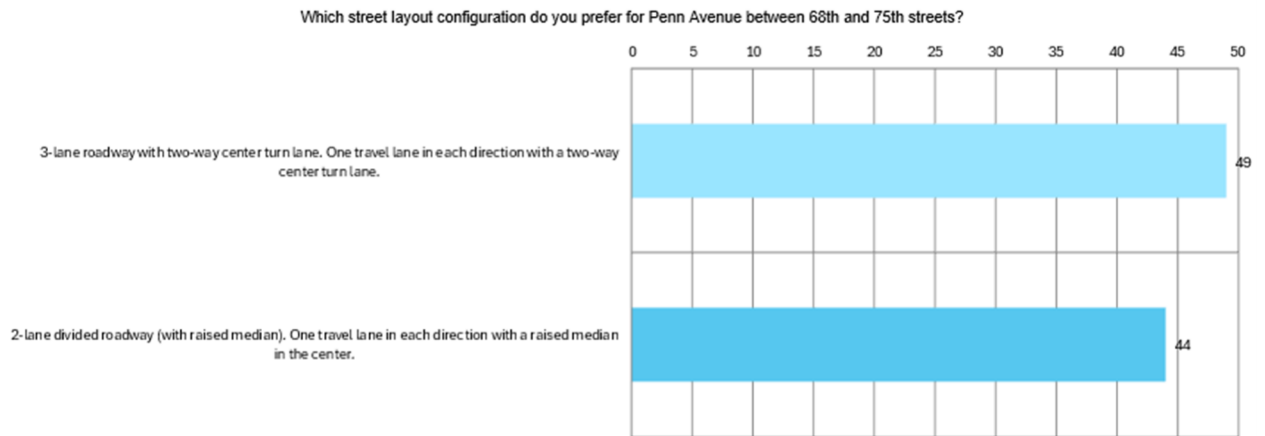 Which street layout configuration do you prefer for Penn Avenue between 68th and 75th streets?
0 5 10 15 20 25 30 35 40 45 50
3-lane roadway with two-way center turn lane. One travel lane in each direction with a two-way
center turn lane.
49
2-lane divided roadway (with raised median). One travel lane in each direction with a raised median
in the center.
44